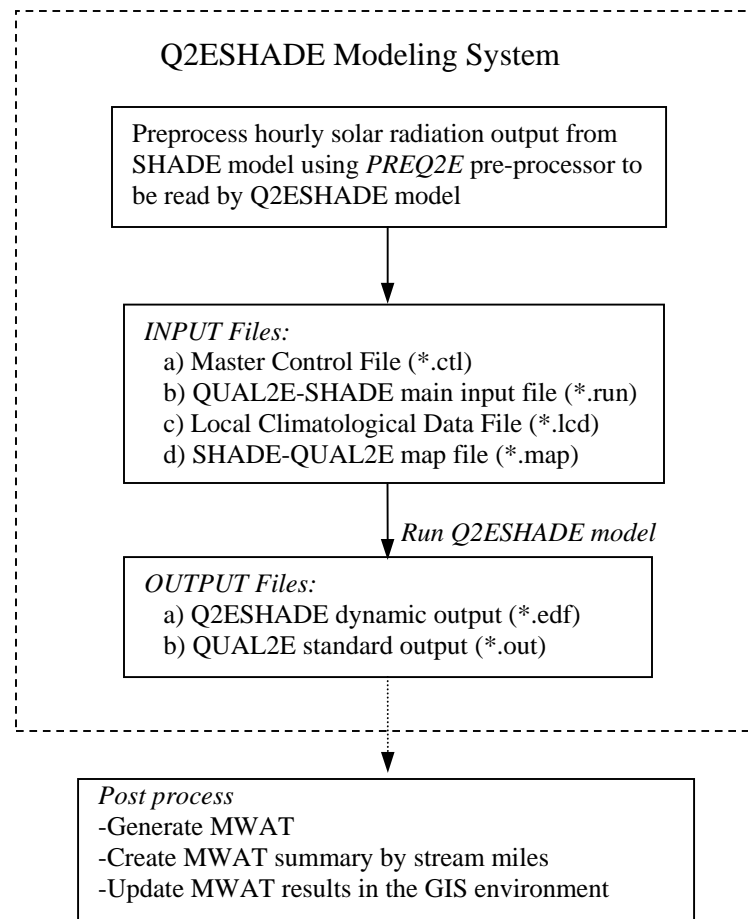 Q2ESHADE Modeling System
Preprocess hourly solar radiation output from
SHADE model using PREQ2E pre-processor to
be read by Q2ESHADE model
INPUT Files:
a) Master Control File (*.ctl)
b) QUAL2E-SHADE main input file (*.run)
c) Local Climatological Data File (*.lcd)
d) SHADE-QUAL2E map file (*.map)
Run Q2ESHADE model
OUTPUT Files:
a) Q2ESHADE dynamic output (*.edf)
b) QUAL2E standard output (*.out)
Post process
-Generate MWAT
-Create MWAT summary by stream miles
-Update MWAT results in the GIS environment